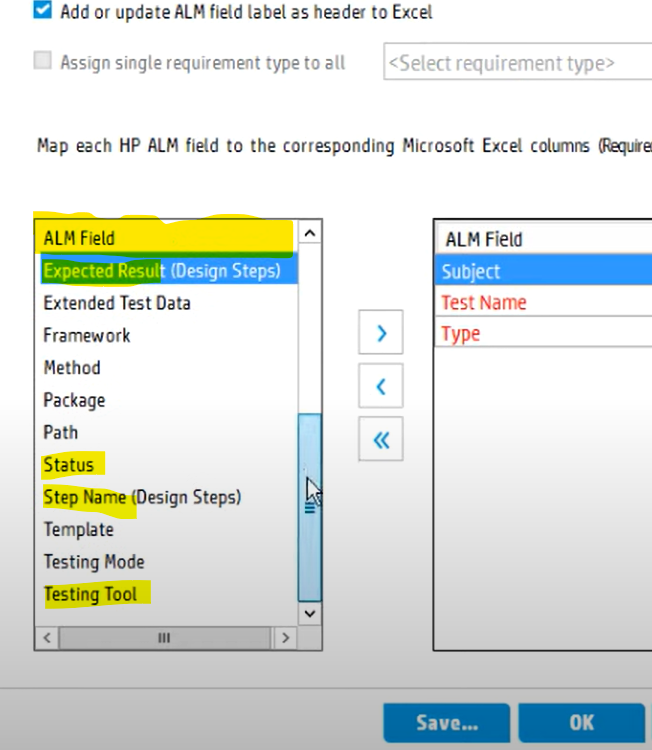 Add or update ALM field label as header to Excel
Assign single requirement type to all <Select requirement type>
Map each HP ALM field to the corresponding Microsoft Excel columns
ALM Field
Expected Result (Design Steps)
Extended Test Data
Framework
Method
Package
Path
Status
Step Name (Design Steps)
Template
Testing Mode
Testing Tool
ALM Field
Subject
Test Name
Type
Save...
OK